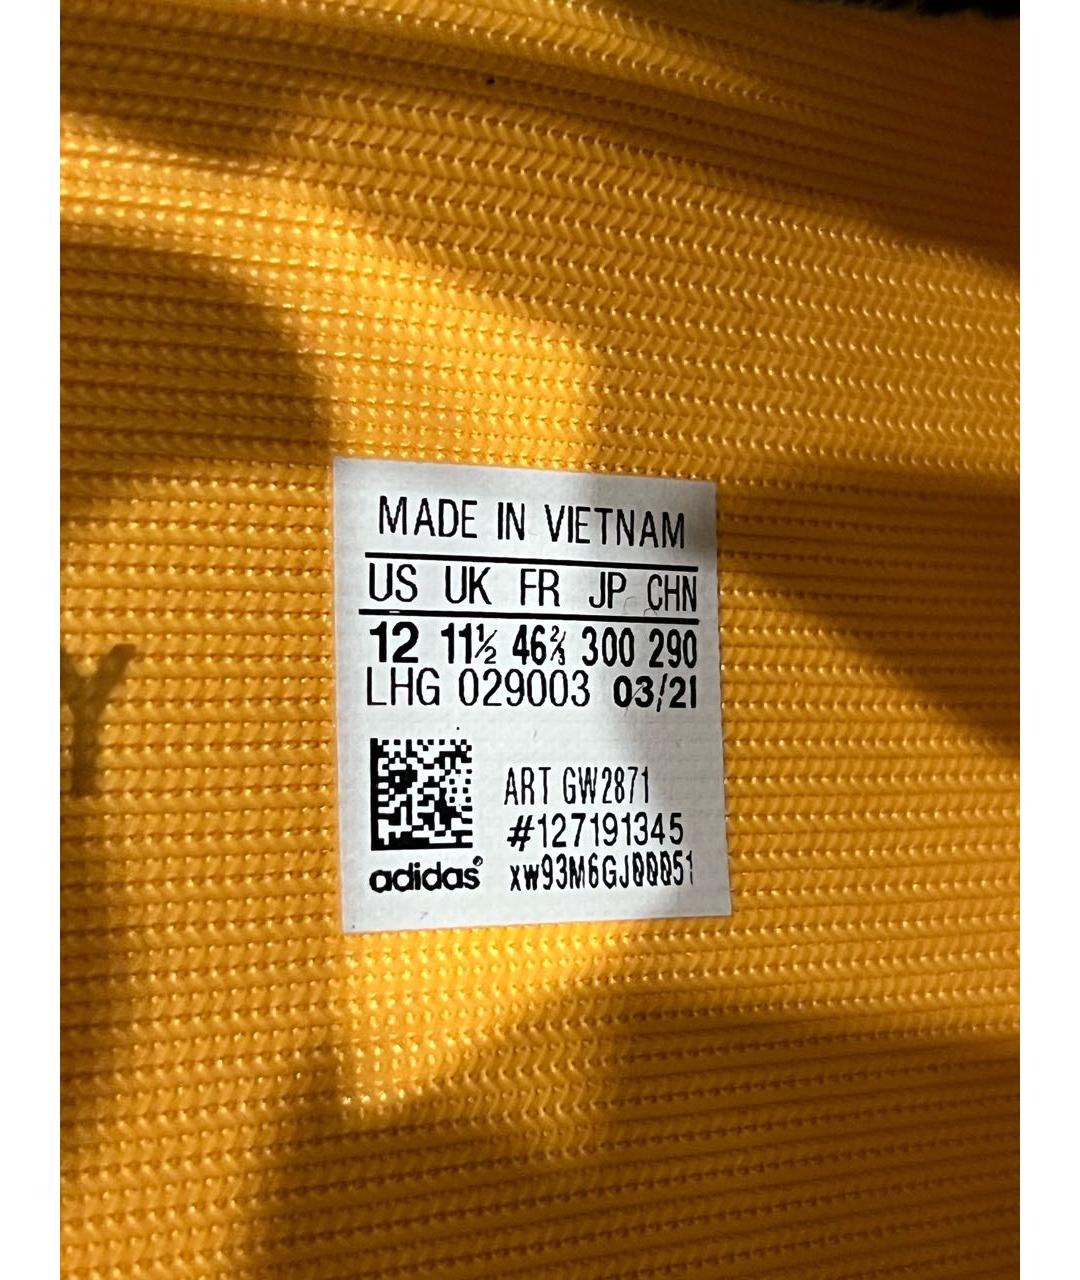 MADE IN VIETNAM
US UK FR JP CHN
12 11½ 46⅔ 300 290
LHG 029003 03/21
ART GW2871
#127191345
adidas® xw93M6GJ00051
Y